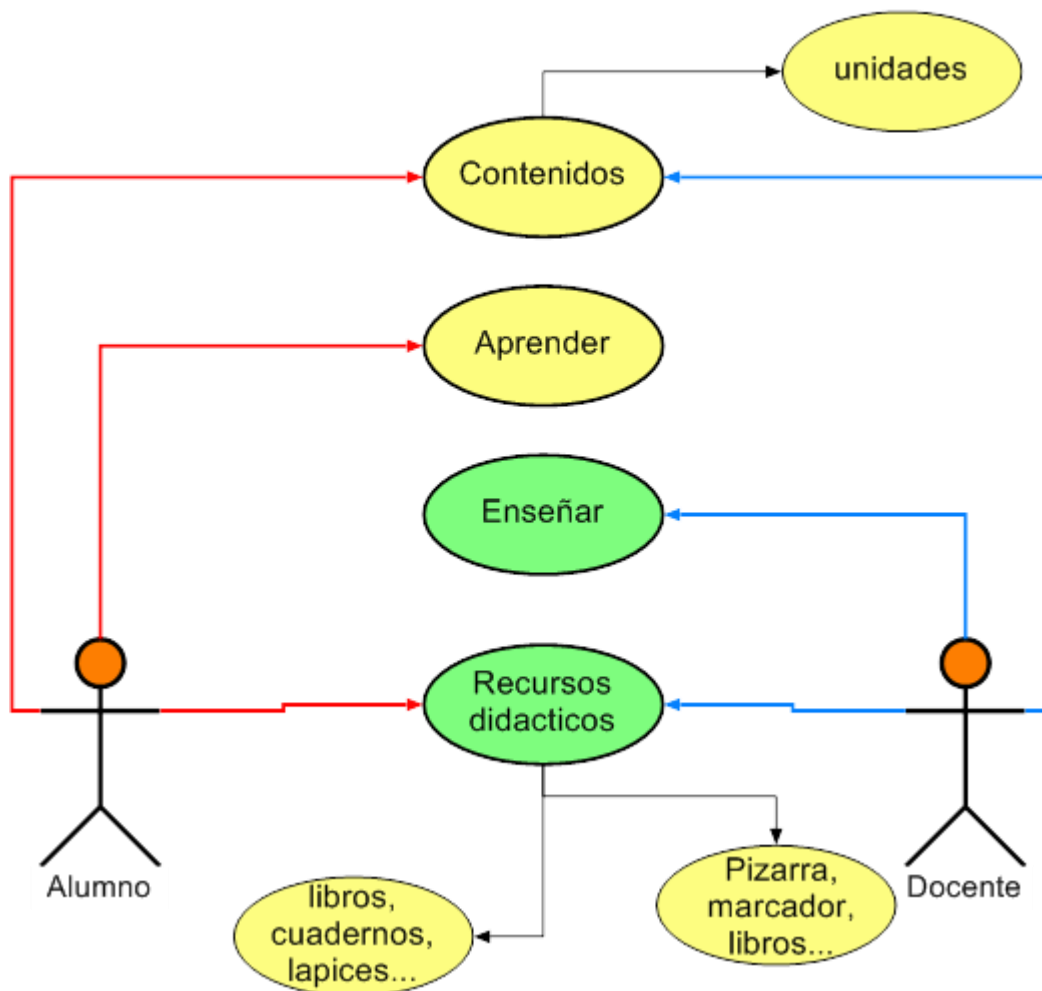 unidades
Contenidos
Aprender
Enseñar
Recursos
didacticos
Alumno
Docente
libros,
cuadernos,
lapices...
Pizarra,
marcador,
libros...